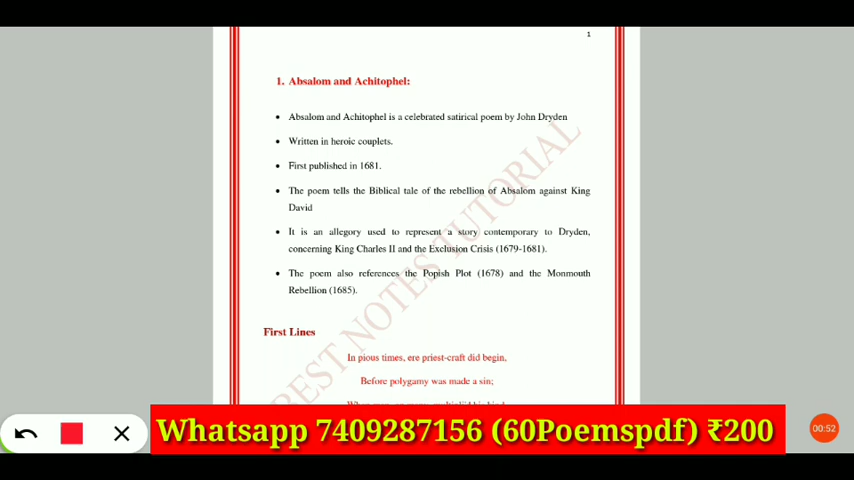 1
1. Absalom and Achitophel:
• Absalom and Achitophel is a celebrated satirical poem by John Dryden
• Written in heroic couplets.
• First published in 1681.
• The poem tells the Biblical tale of the rebellion of Absalom against King
David
• It is an allegory used to represent a story contemporary to Dryden,
concerning King Charles II and the Exclusion Crisis (1679-1681).
• The poem also references the Popish Plot (1678) and the Monmouth
Rebellion (1685).
BEST NOTES TUTORIAL
First Lines
In pious times, ere priest-craft did begin,
Before polygamy was made a sin;
Whatsapp 7409287156 (60Poemspdf) ₹200
00:52